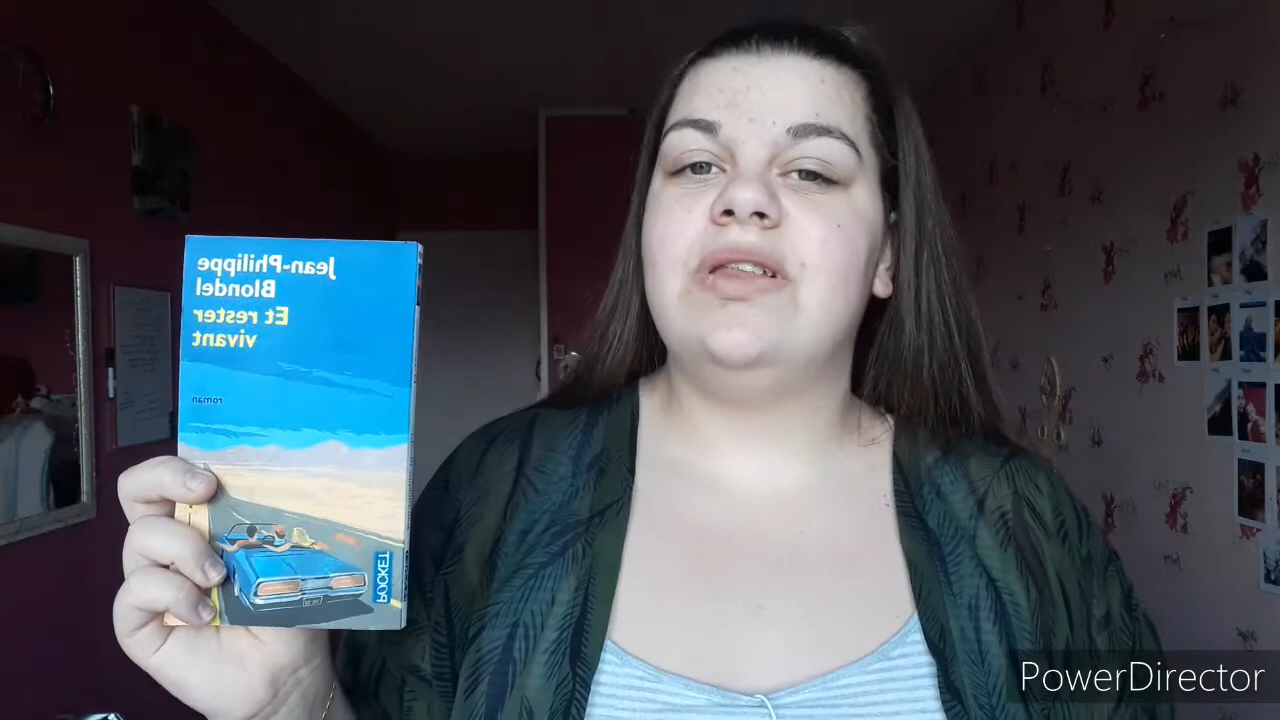 Jean-Philippe
Blondel
Et rester
vivant
roman
POCKET
PowerDirector